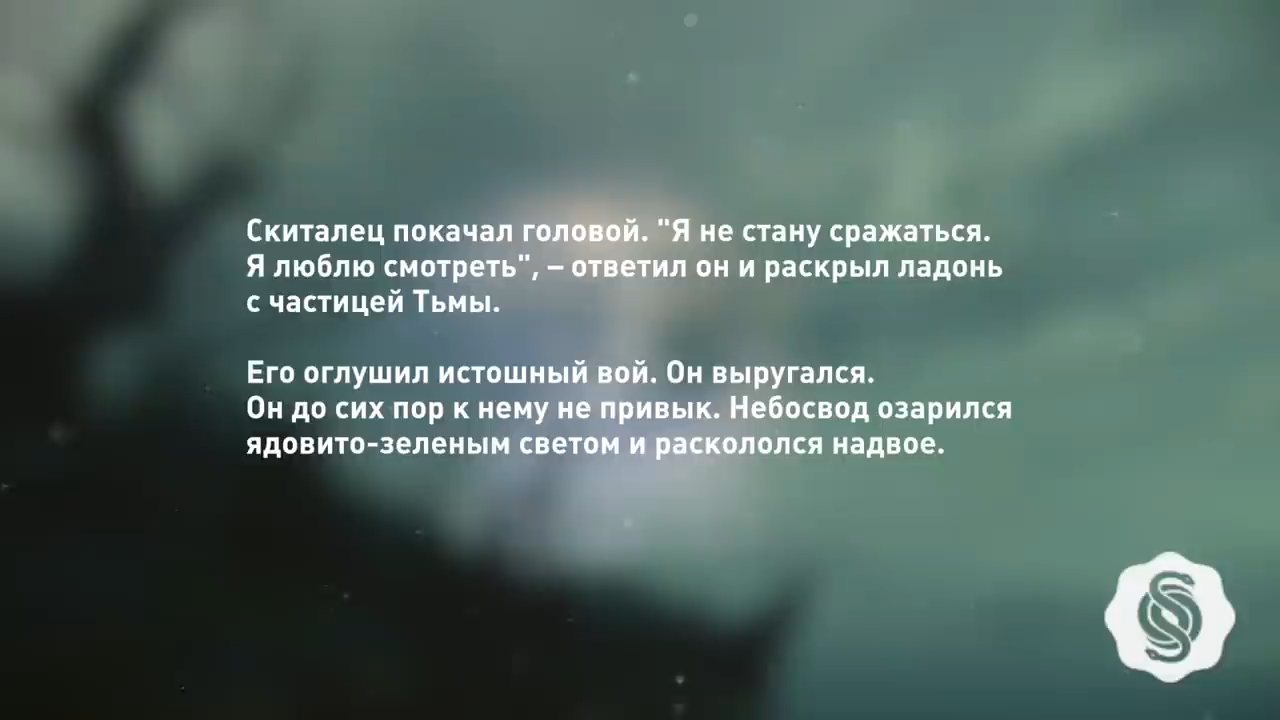 Скиталец покачал головой. "Я не стану сражаться.
Я люблю смотреть", – ответил он и раскрыл ладонь
с частицей Тьмы.
Его оглушил истошный вой. Он выругался.
Он до сих пор к нему не привык. Небосвод озарился
ядовито-зеленым светом и раскололся надвое.